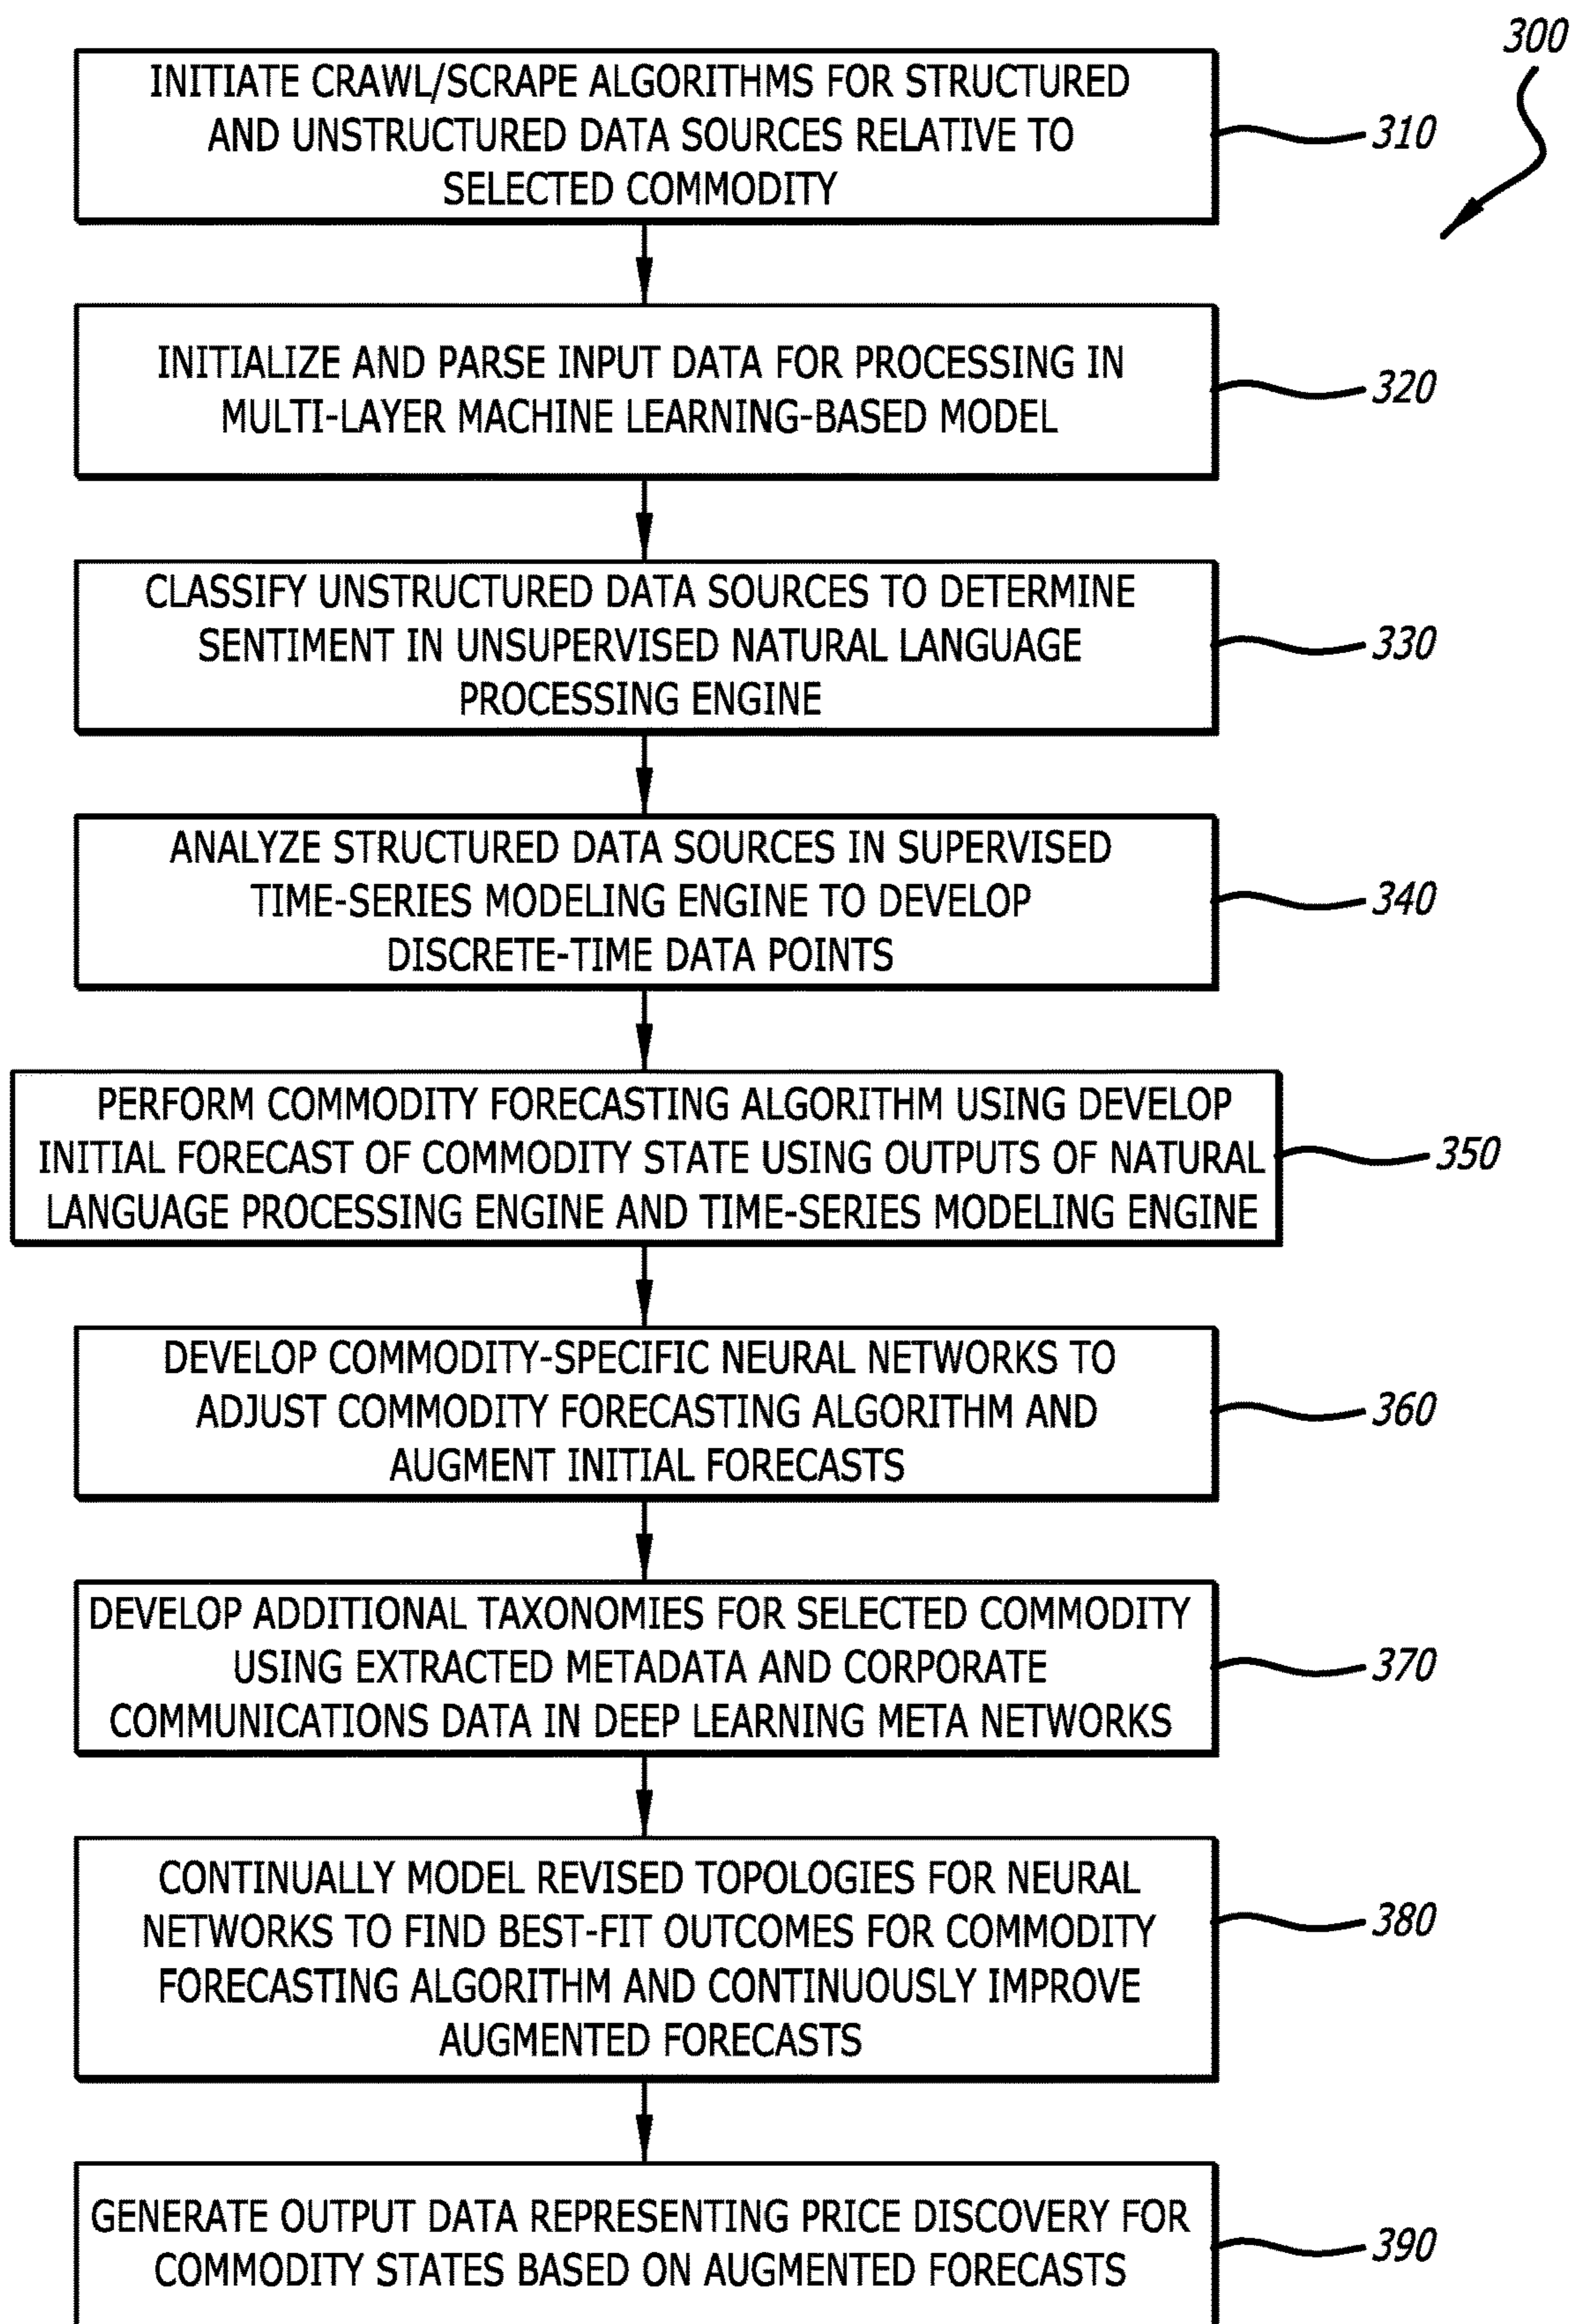 300
INITIATE CRAWL/SCRAPE ALGORITHMS FOR STRUCTURED
AND UNSTRUCTURED DATA SOURCES RELATIVE TO
SELECTED COMMODITY
310
INITIALIZE AND PARSE INPUT DATA FOR PROCESSING IN
MULTI-LAYER MACHINE LEARNING-BASED MODEL
320
CLASSIFY UNSTRUCTURED DATA SOURCES TO DETERMINE
SENTIMENT IN UNSUPERVISED NATURAL LANGUAGE
PROCESSING ENGINE
330
ANALYZE STRUCTURED DATA SOURCES IN SUPERVISED
TIME-SERIES MODELING ENGINE TO DEVELOP
DISCRETE-TIME DATA POINTS
340
PERFORM COMMODITY FORECASTING ALGORITHM USING DEVELOP
INITIAL FORECAST OF COMMODITY STATE USING OUTPUTS OF NATURAL
LANGUAGE PROCESSING ENGINE AND TIME-SERIES MODELING ENGINE
350
DEVELOP COMMODITY-SPECIFIC NEURAL NETWORKS TO
ADJUST COMMODITY FORECASTING ALGORITHM AND
AUGMENT INITIAL FORECASTS
360
DEVELOP ADDITIONAL TAXONOMIES FOR SELECTED COMMODITY
USING EXTRACTED METADATA AND CORPORATE
COMMUNICATIONS DATA IN DEEP LEARNING META NETWORKS
370
CONTINUALLY MODEL REVISED TOPOLOGIES FOR NEURAL
NETWORKS TO FIND BEST-FIT OUTCOMES FOR COMMODITY
FORECASTING ALGORITHM AND CONTINUOUSLY IMPROVE
AUGMENTED FORECASTS
380
GENERATE OUTPUT DATA REPRESENTING PRICE DISCOVERY FOR
COMMODITY STATES BASED ON AUGMENTED FORECASTS
390